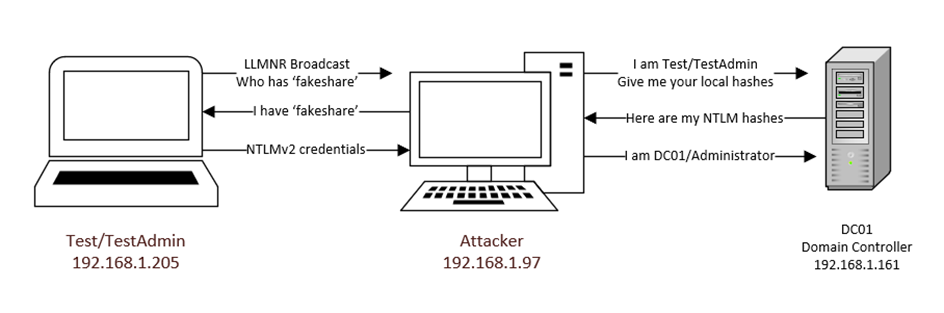 LLMNR Broadcast
Who has 'fakeshare'
I have 'fakeshare'
NTLMv2 credentials
I am Test/TestAdmin
Give me your local hashes
Here are my NTLM hashes
I am DC01/Administrator
Test/TestAdmin
192.168.1.205
Attacker
192.168.1.97
DC01
Domain Controller
192.168.1.161